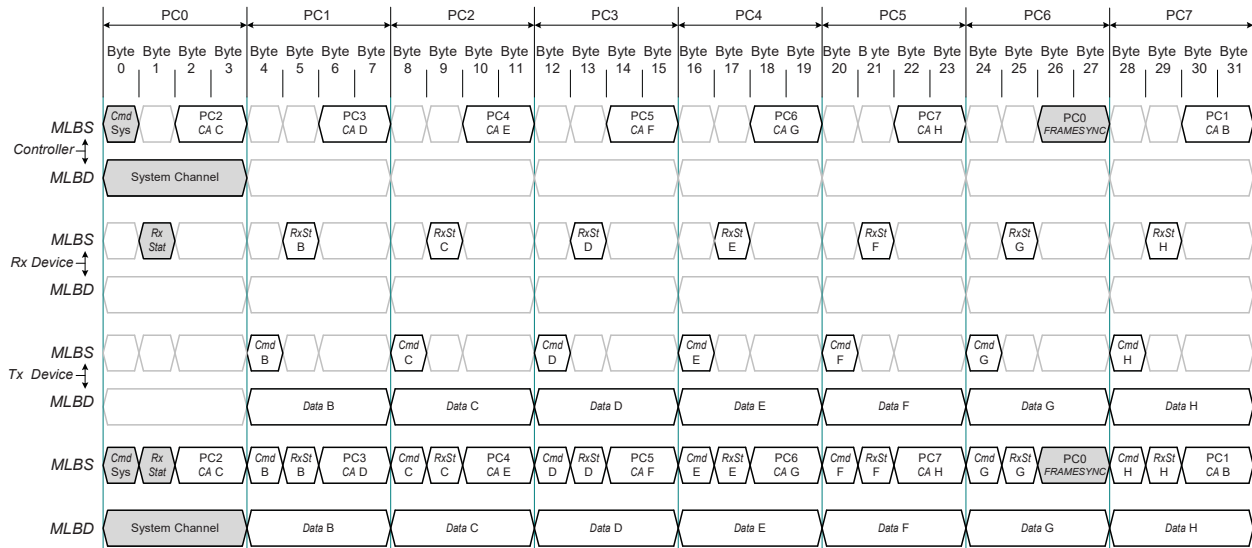 PC0 PC1 PC2 PC3 PC4 PC5 PC6 PC7
Byte Byte Byte Byte Byte Byte Byte Byte Byte Byte Byte Byte Byte Byte Byte Byte Byte Byte Byte Byte Byte B yte Byte Byte Byte Byte Byte Byte Byte Byte Byte Byte
0 1 2 3 4 5 6 7 8 9 10 11 12 13 14 15 16 17 18 19 20 21 22 23 24 25 26 27 28 29 30 31
Cmd PC2 PC3 PC4 PC5 PC6 PC7 PC0 PC1
MLBS Sys CA C CA D CA E CA F CA G CA H FRAMESYNC CA B
Controller
MLBD System Channel
Rx RxSt RxSt RxSt RxSt RxSt RxSt RxSt
MLBS Stat B C D E F G H
Rx Device
MLBD
Cmd Cmd Cmd Cmd Cmd Cmd Cmd
MLBS B C D E F G H
Tx Device
MLBD Data B Data C Data D Data E Data F Data G Data H
Cmd Rx PC2 Cmd RxSt PC3 Cmd RxSt PC4 Cmd RxSt PC5 Cmd RxSt PC6 Cmd RxSt PC7 Cmd RxSt PC0 Cmd RxSt PC1
MLBS Sys Stat CA C B B CA D C C CA E D D CA F E E CA G F F CA H G G FRAMESYNC H H CA B
MLBD System Channel Data B Data C Data D Data E Data F Data G Data H